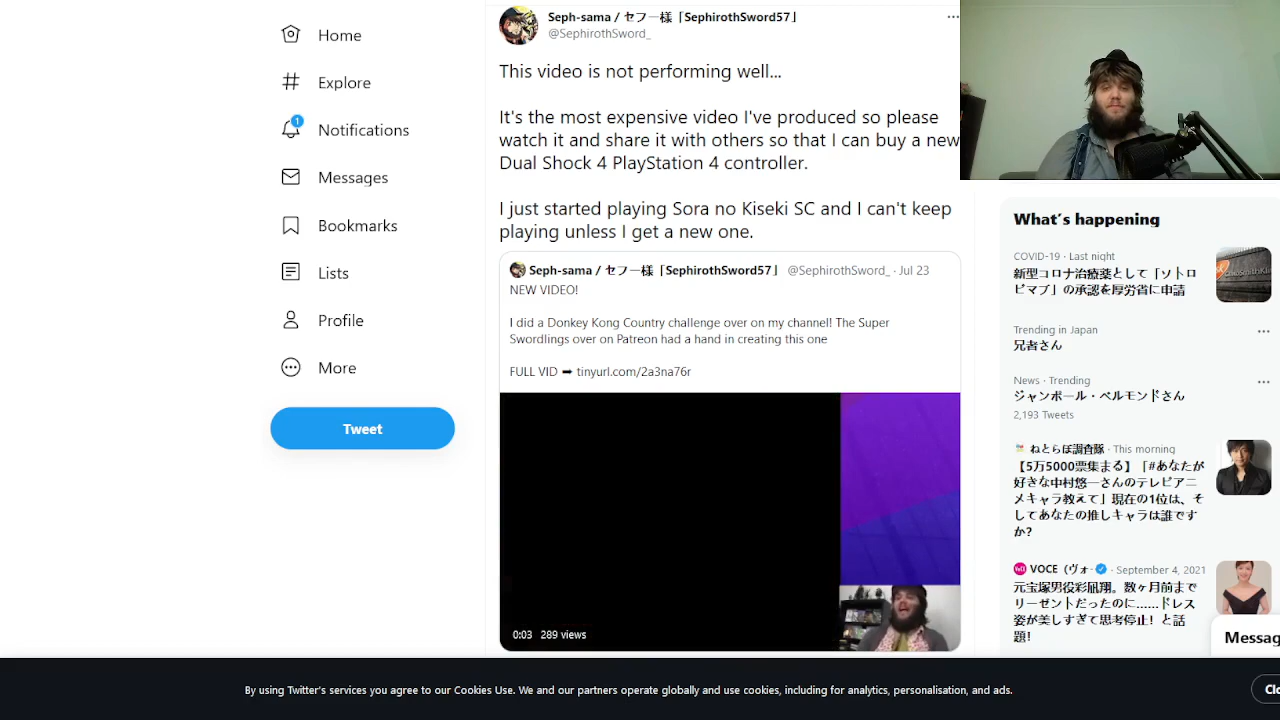 Home
Explore
1
Notifications
Messages
Bookmarks
Lists
Profile
More
Tweet
Seph-sama / セフー様「SephirothSword57」
@SephirothSword_
This video is not performing well...
It's the most expensive video I've produced so please
watch it and share it with others so that I can buy a new
Dual Shock 4 PlayStation 4 controller.
I just started playing Sora no Kiseki SC and I can't keep
playing unless I get a new one.
Seph-sama / セフー様「SephirothSword57」 @SephirothSword_ · Jul 23
NEW VIDEO!
I did a Donkey Kong Country challenge over on my channel! The Super
Swordlings over on Patreon had a hand in creating this one
FULL VID ➡ tinyurl.com/2a3na76r
0:03 289 views
What's happening
COVID-19 · Last night
新型コロナ治療薬として「ソトロ
ビマブ」の承認を厚労省に申請
Trending in Japan
兄者さん
News · Trending
ジャンポール・ベルモンドさん
2,193 Tweets
ねとらぼ調査隊 · This morning
【5万5000票集まる】「#あなたが
好きな中村悠一さんのテレビアニ
メキャラ教えて」現在の1位は、そ
してあなたの推しキャラは誰です
か?
VOCE（ヴォ · September 4, 2021
元宝塚男役彩凪翔。数ヶ月前まで
リーゼントだったのに……ドレス
姿が美しすぎて思考停止！と話
題!
Messag
By using Twitter's services you agree to our Cookies Use. We and our partners operate globally and use cookies, including for analytics, personalisation, and ads.
Clo